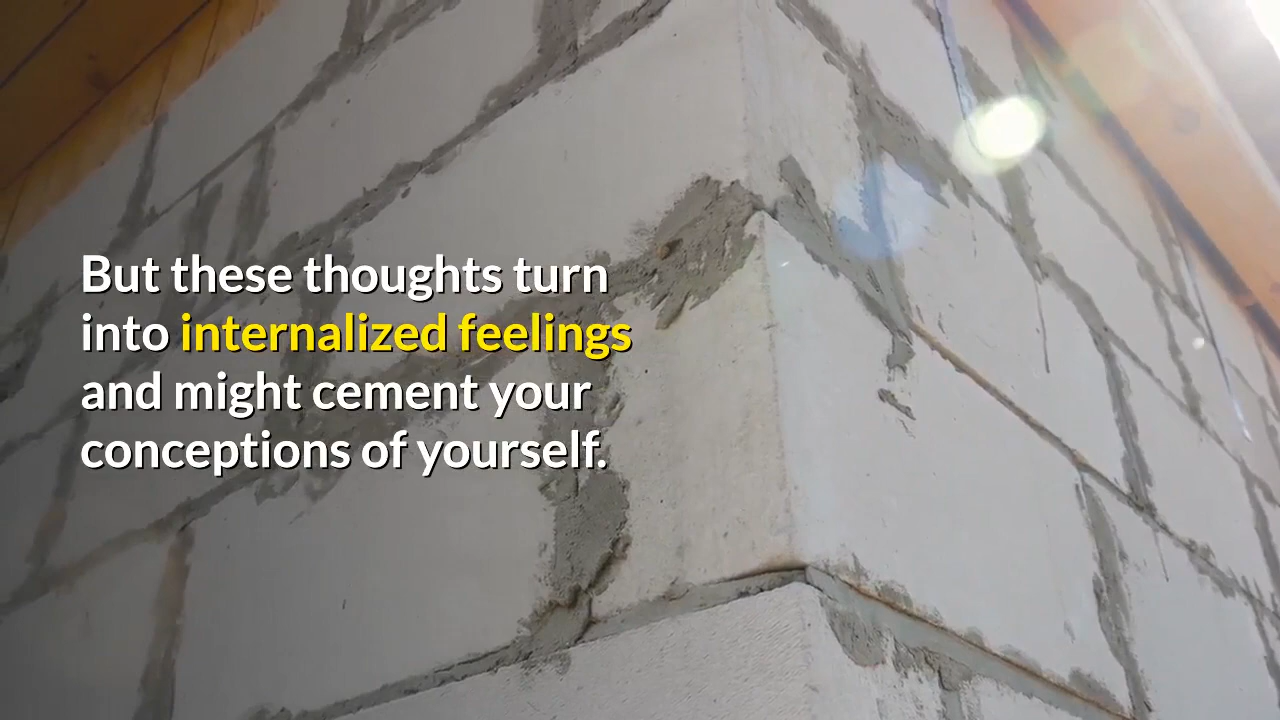 But these thoughts turn
into internalized feelings
and might cement your
conceptions of yourself.